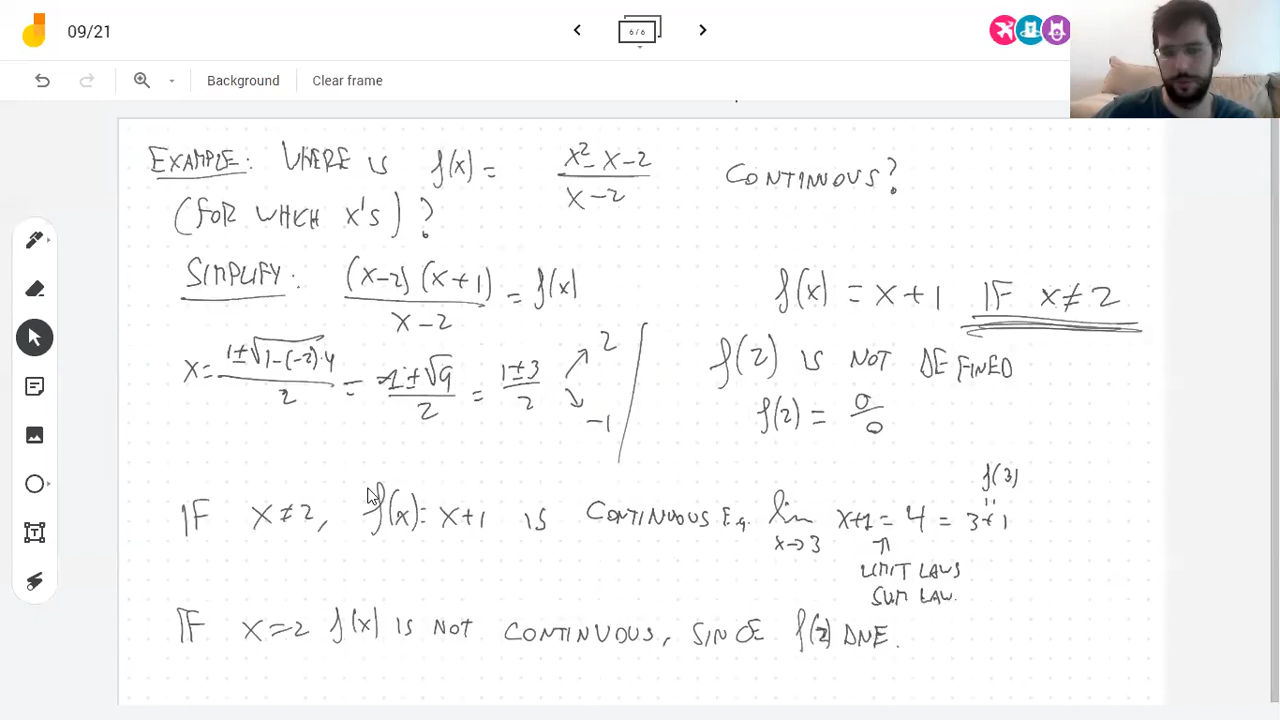 09/21
6/6
Background
Clear frame
EXAMPLE: WHERE IS f(x) = x²-x-2 / x-2 CONTINUOUS?
(FOR WHCH X'S)?
SIMPLIFY: (x-2)(x+1) / x-2 = f(x)
f(x) = x+1 IF x≠2
x = 1±√1-(-2)·4 / 2 = 1±√9 / 2 = 1±3 / 2 ↗ 2 ↘ -1
f(2) IS NOT DEFINED
f(2) = 0/0
IF x≠2, f(x) = x+1 IS CONTINUOUS E.g. lim x→3 x+1 = 4 = 3+1
f(3)
"
↑
LIMIT LAWS
SUM LAW.
IF x=2 f(x) IS NOT CONTINUOUS, SINCE f(2) DNE.